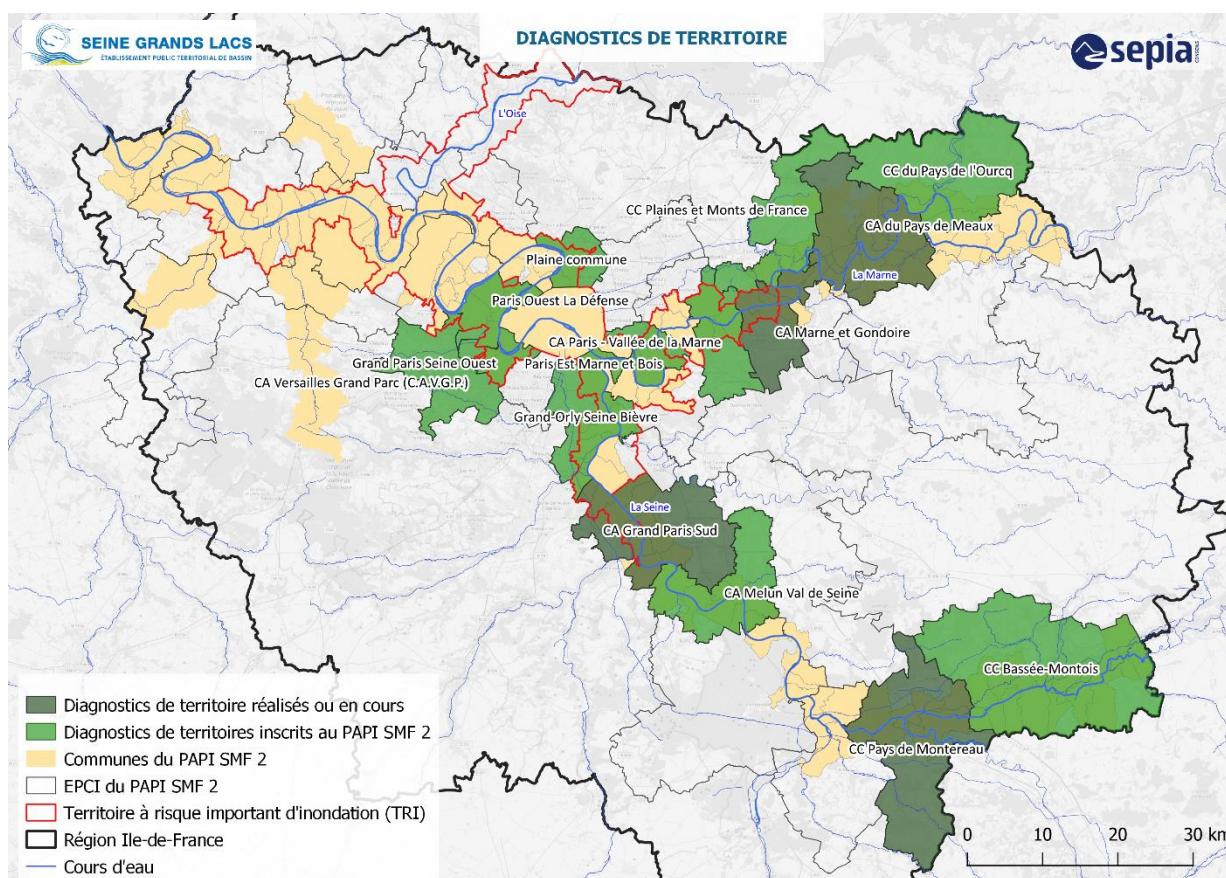 SEINE GRANDS LACS
ÉTABLISSEMENT PUBLIC TERRITORIAL DE BASSIN
DIAGNOSTICS DE TERRITOIRE
sepia
CONSEILS
L'Oise
CC du Pays de l'Ourcq
CC Plaines et Monts de France
CA du Pays de Meaux
Plaine commune
La Marne
Paris Ouest La Défense
CA Marne et Gondoire
CA Paris - Vallée de la Marne
Grand Paris Seine Ouest
Paris Est Marne et Bois
CA Versailles Grand Parc (C.A.V.G.P.)
Grand-Orly Seine Bièvre
La Seine
CA Grand Paris Sud
CA Melun Val de Seine
CC Bassée-Montois
CC Pays de Montereau
Diagnostics de territoire réalisés ou en cours
Diagnostics de territoires inscrits au PAPI SMF 2
Communes du PAPI SMF 2
EPCI du PAPI SMF 2
Territoire à risque important d'inondation (TRI)
Région Ile-de-France
Cours d'eau
0 10 20 30 km